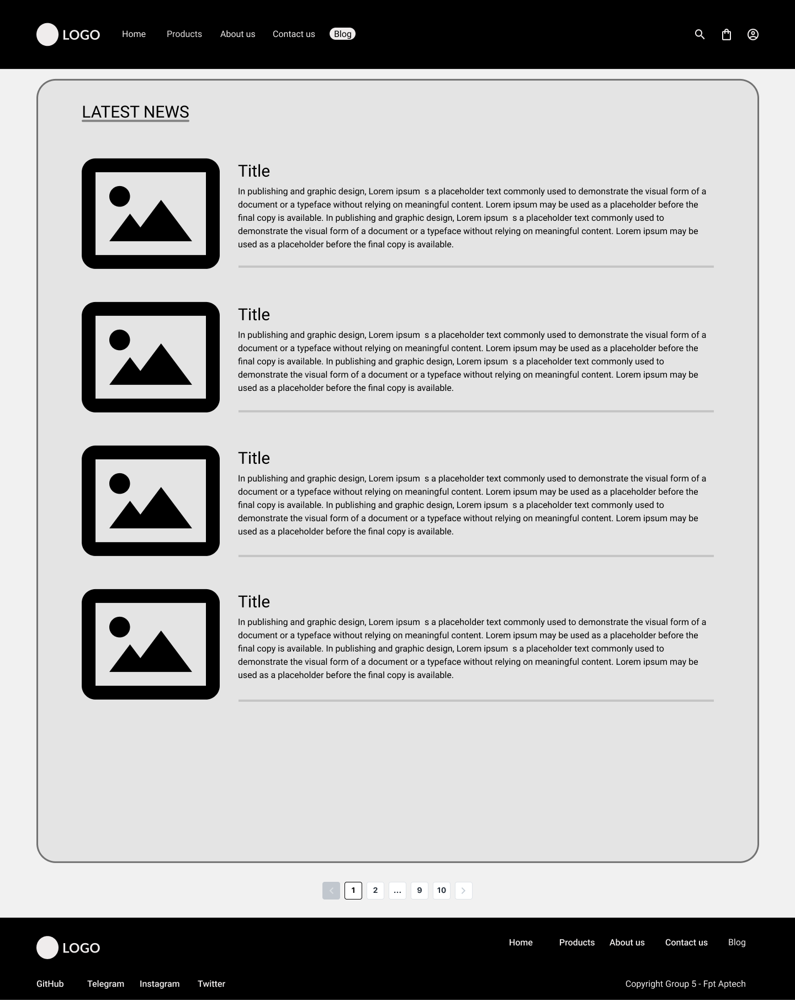 LOGO Home Products About us Contact us Blog
LATEST NEWS
Title
In publishing and graphic design, Lorem ipsum  s a placeholder text commonly used to demonstrate the visual form of a
document or a typeface without relying on meaningful content. Lorem ipsum may be used as a placeholder before the
final copy is available. In publishing and graphic design, Lorem ipsum  s a placeholder text commonly used to
demonstrate the visual form of a document or a typeface without relying on meaningful content. Lorem ipsum may be
used as a placeholder before the final copy is available.
Title
In publishing and graphic design, Lorem ipsum  s a placeholder text commonly used to demonstrate the visual form of a
document or a typeface without relying on meaningful content. Lorem ipsum may be used as a placeholder before the
final copy is available. In publishing and graphic design, Lorem ipsum  s a placeholder text commonly used to
demonstrate the visual form of a document or a typeface without relying on meaningful content. Lorem ipsum may be
used as a placeholder before the final copy is available.
Title
In publishing and graphic design, Lorem ipsum  s a placeholder text commonly used to demonstrate the visual form of a
document or a typeface without relying on meaningful content. Lorem ipsum may be used as a placeholder before the
final copy is available. In publishing and graphic design, Lorem ipsum  s a placeholder text commonly used to
demonstrate the visual form of a document or a typeface without relying on meaningful content. Lorem ipsum may be
used as a placeholder before the final copy is available.
Title
In publishing and graphic design, Lorem ipsum  s a placeholder text commonly used to demonstrate the visual form of a
document or a typeface without relying on meaningful content. Lorem ipsum may be used as a placeholder before the
final copy is available. In publishing and graphic design, Lorem ipsum  s a placeholder text commonly used to
demonstrate the visual form of a document or a typeface without relying on meaningful content. Lorem ipsum may be
used as a placeholder before the final copy is available.
1 2 ... 9 10
LOGO Home Products About us Contact us Blog
GitHub Telegram Instagram Twitter Copyright Group 5 - Fpt Aptech